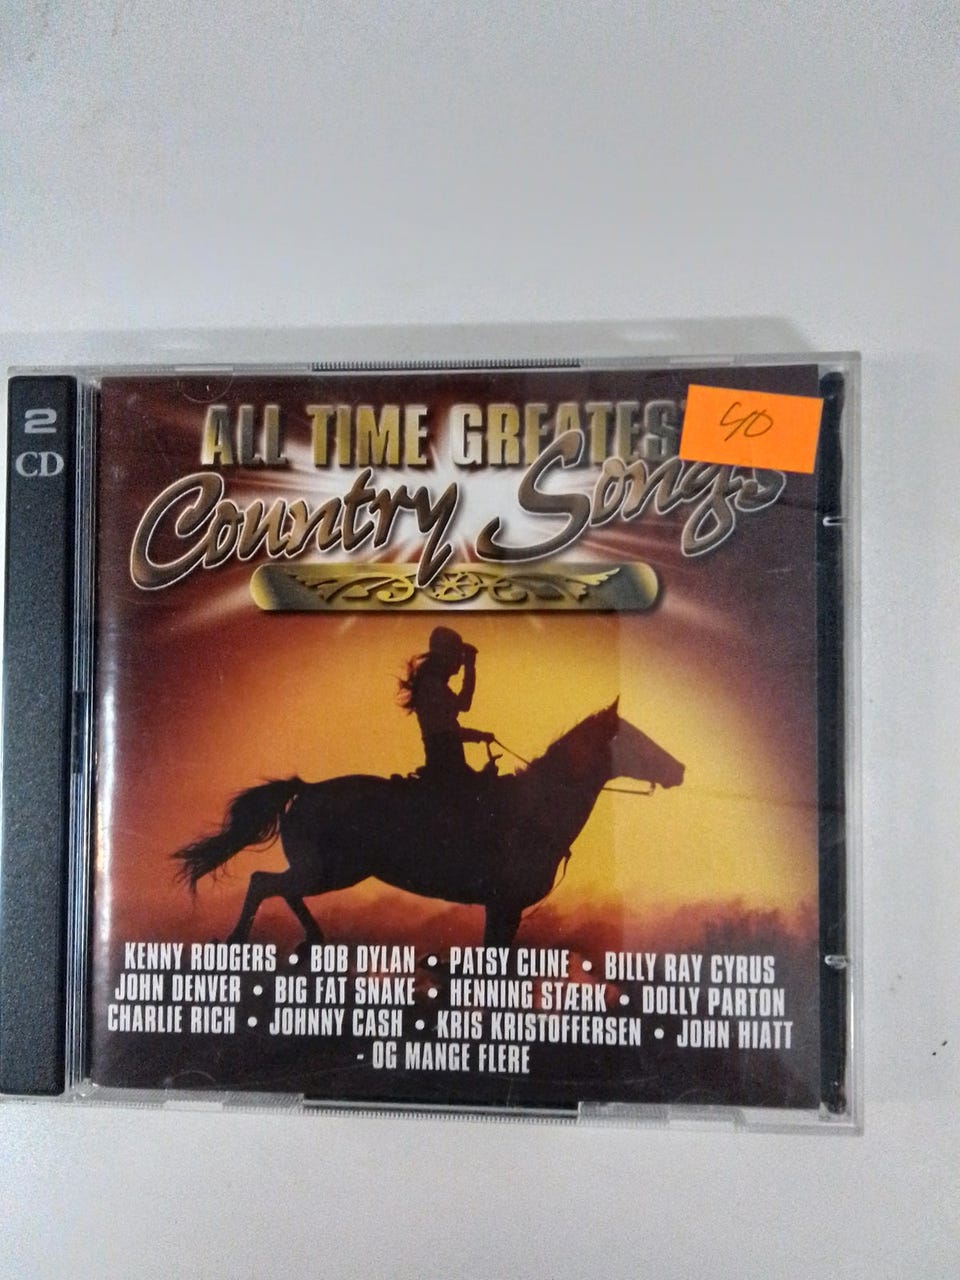 2
CD
ALL TIME GREATEST
40
Country Songs
KENNY RODGERS • BOB DYLAN • PATSY CLINE • BILLY RAY CYRUS
JOHN DENVER • BIG FAT SNAKE • HENNING STÆRK • DOLLY PARTON
CHARLIE RICH • JOHNNY CASH • KRIS KRISTOFFERSEN • JOHN HIATT
- OG MANGE FLERE